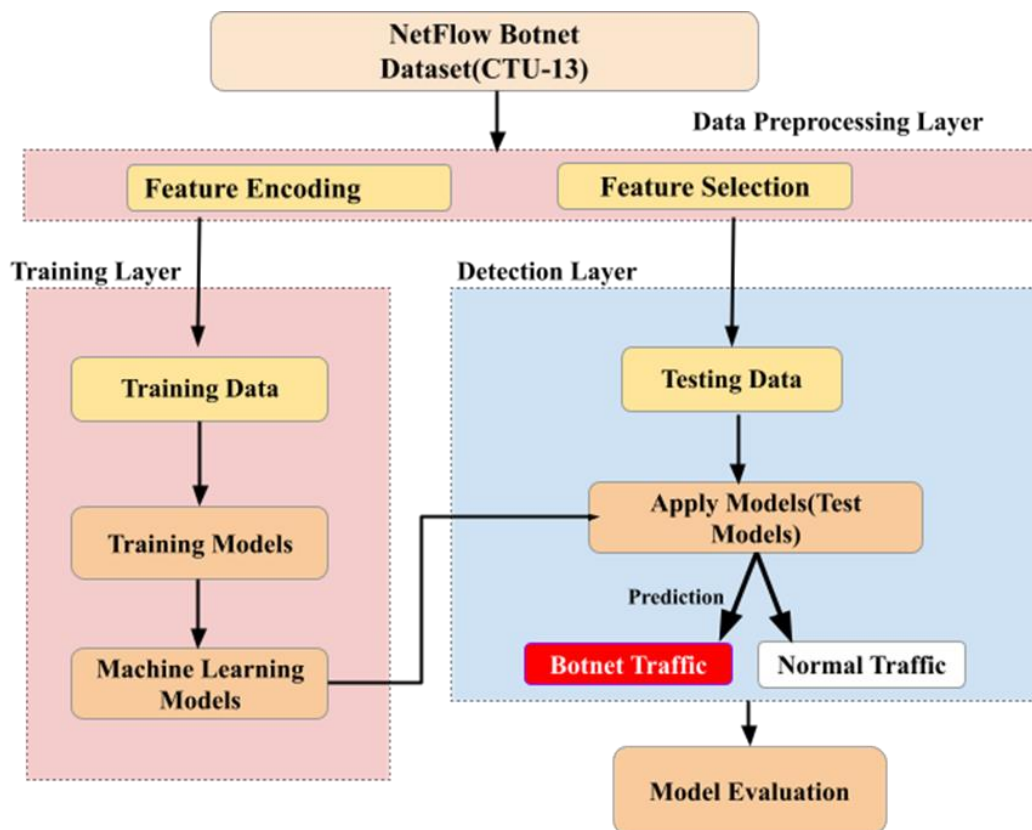 NetFlow Botnet
Dataset(CTU-13)
Data Preprocessing Layer
Feature Encoding
Feature Selection
Training Layer
Detection Layer
Training Data
Testing Data
Training Models
Apply Models(Test
Models)
Prediction
Machine Learning
Models
Botnet Traffic
Normal Traffic
Model Evaluation